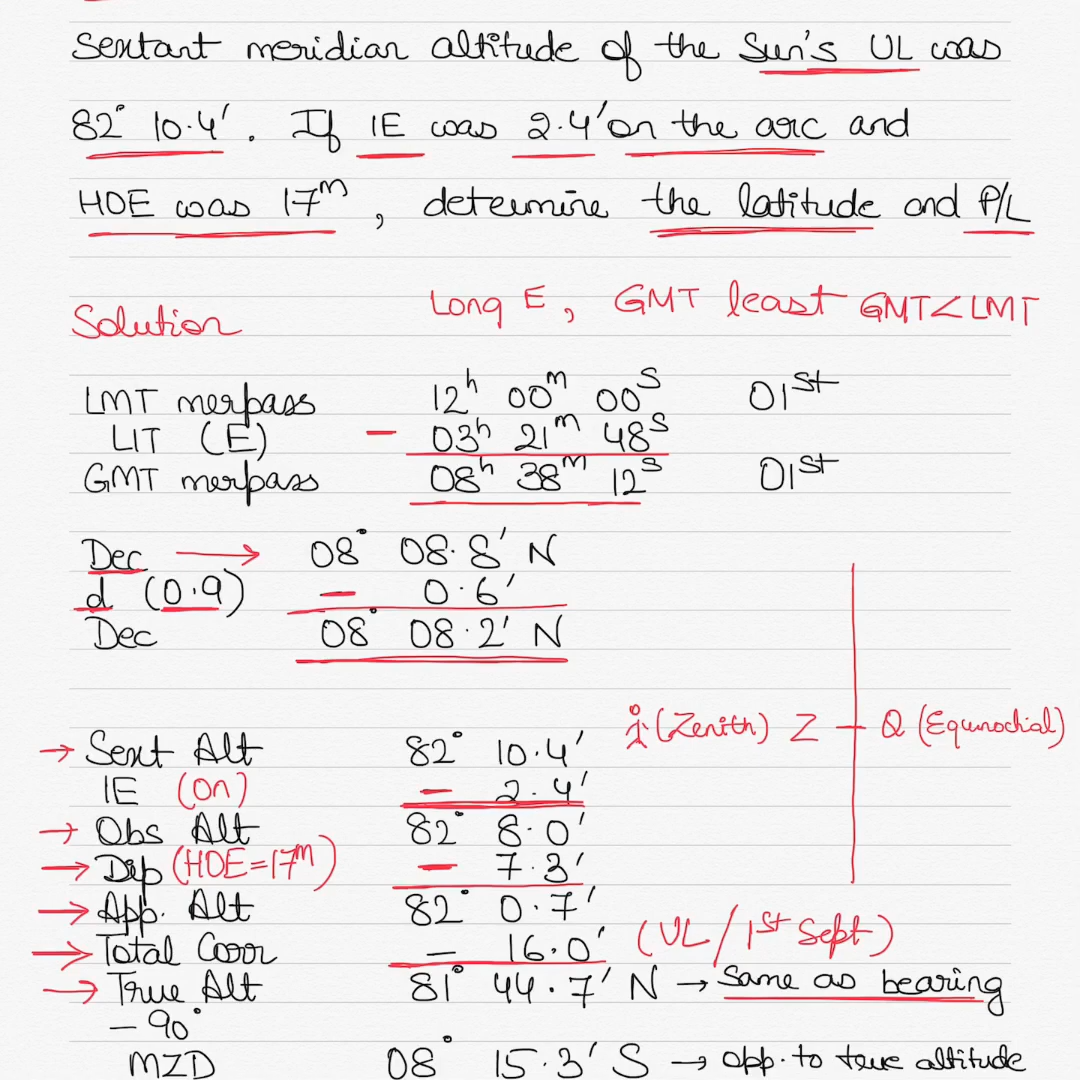 Sextant meridian altitude of the Sun's UL was
82° 10.4'. If IE was 2.4' on the arc and
HOE was 17m, determine the latitude and P/L
Solution
Long E, GMT least GMT<LMT
LMT merpass 12h 00m 00s 01st
LIT (E) - 03h 21m 48s
GMT merpass 08h 38m 12s 01st
Dec → 08° 08.8' N
d (0.9) - 0.6'
Dec 08° 08.2' N
(Zenith) Z Q (Equnochial)
→ Sext Alt 82° 10.4'
IE (on) - 2.4'
→ Obs Alt 82° 8.0'
→ Dip (HOE=17m) - 7.3'
→ App. Alt 82° 0.7'
→ Total Corr - 16.0' (UL/1st Sept)
→ True Alt 81° 44.7' N → Same as bearing
- 90°
MZD 08° 15.3' S → opp. to true altitude